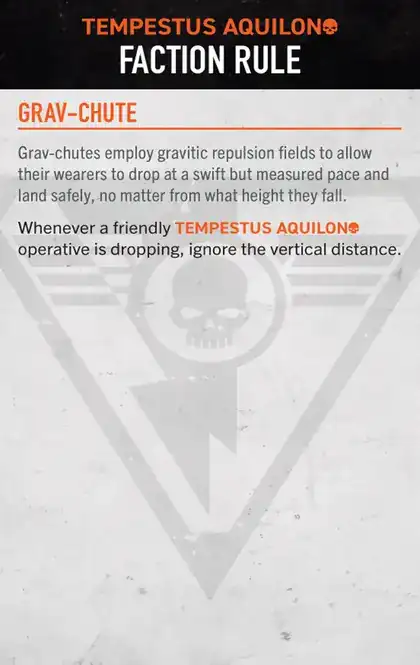 TEMPESTUS AQUILON
FACTION RULE
GRAV-CHUTE
Grav-chutes employ gravitic repulsion fields to allow
their wearers to drop at a swift but measured pace and
land safely, no matter from what height they fall.
Whenever a friendly TEMPESTUS AQUILON
operative is dropping, ignore the vertical distance.